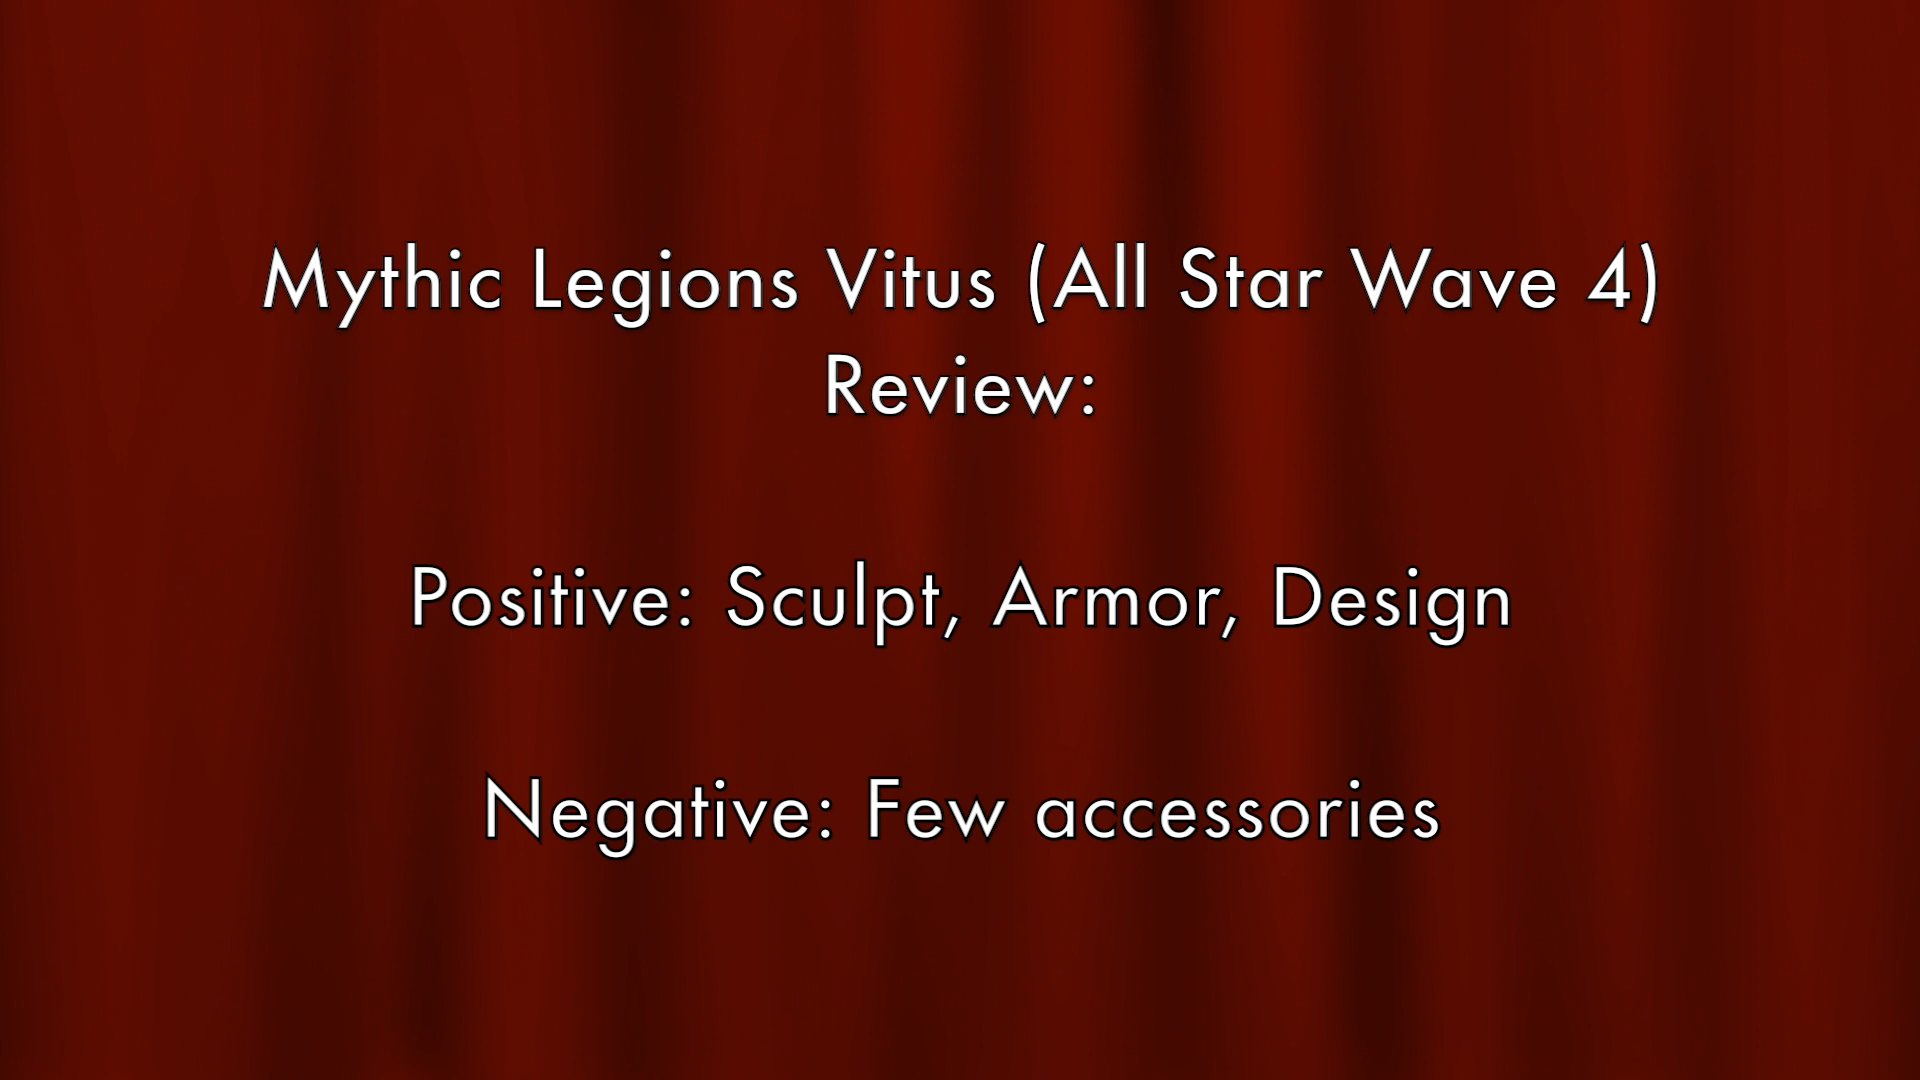 Mythic Legions Vitus (All Star Wave 4)
Review:
Positive: Sculpt, Armor, Design
Negative: Few accessories